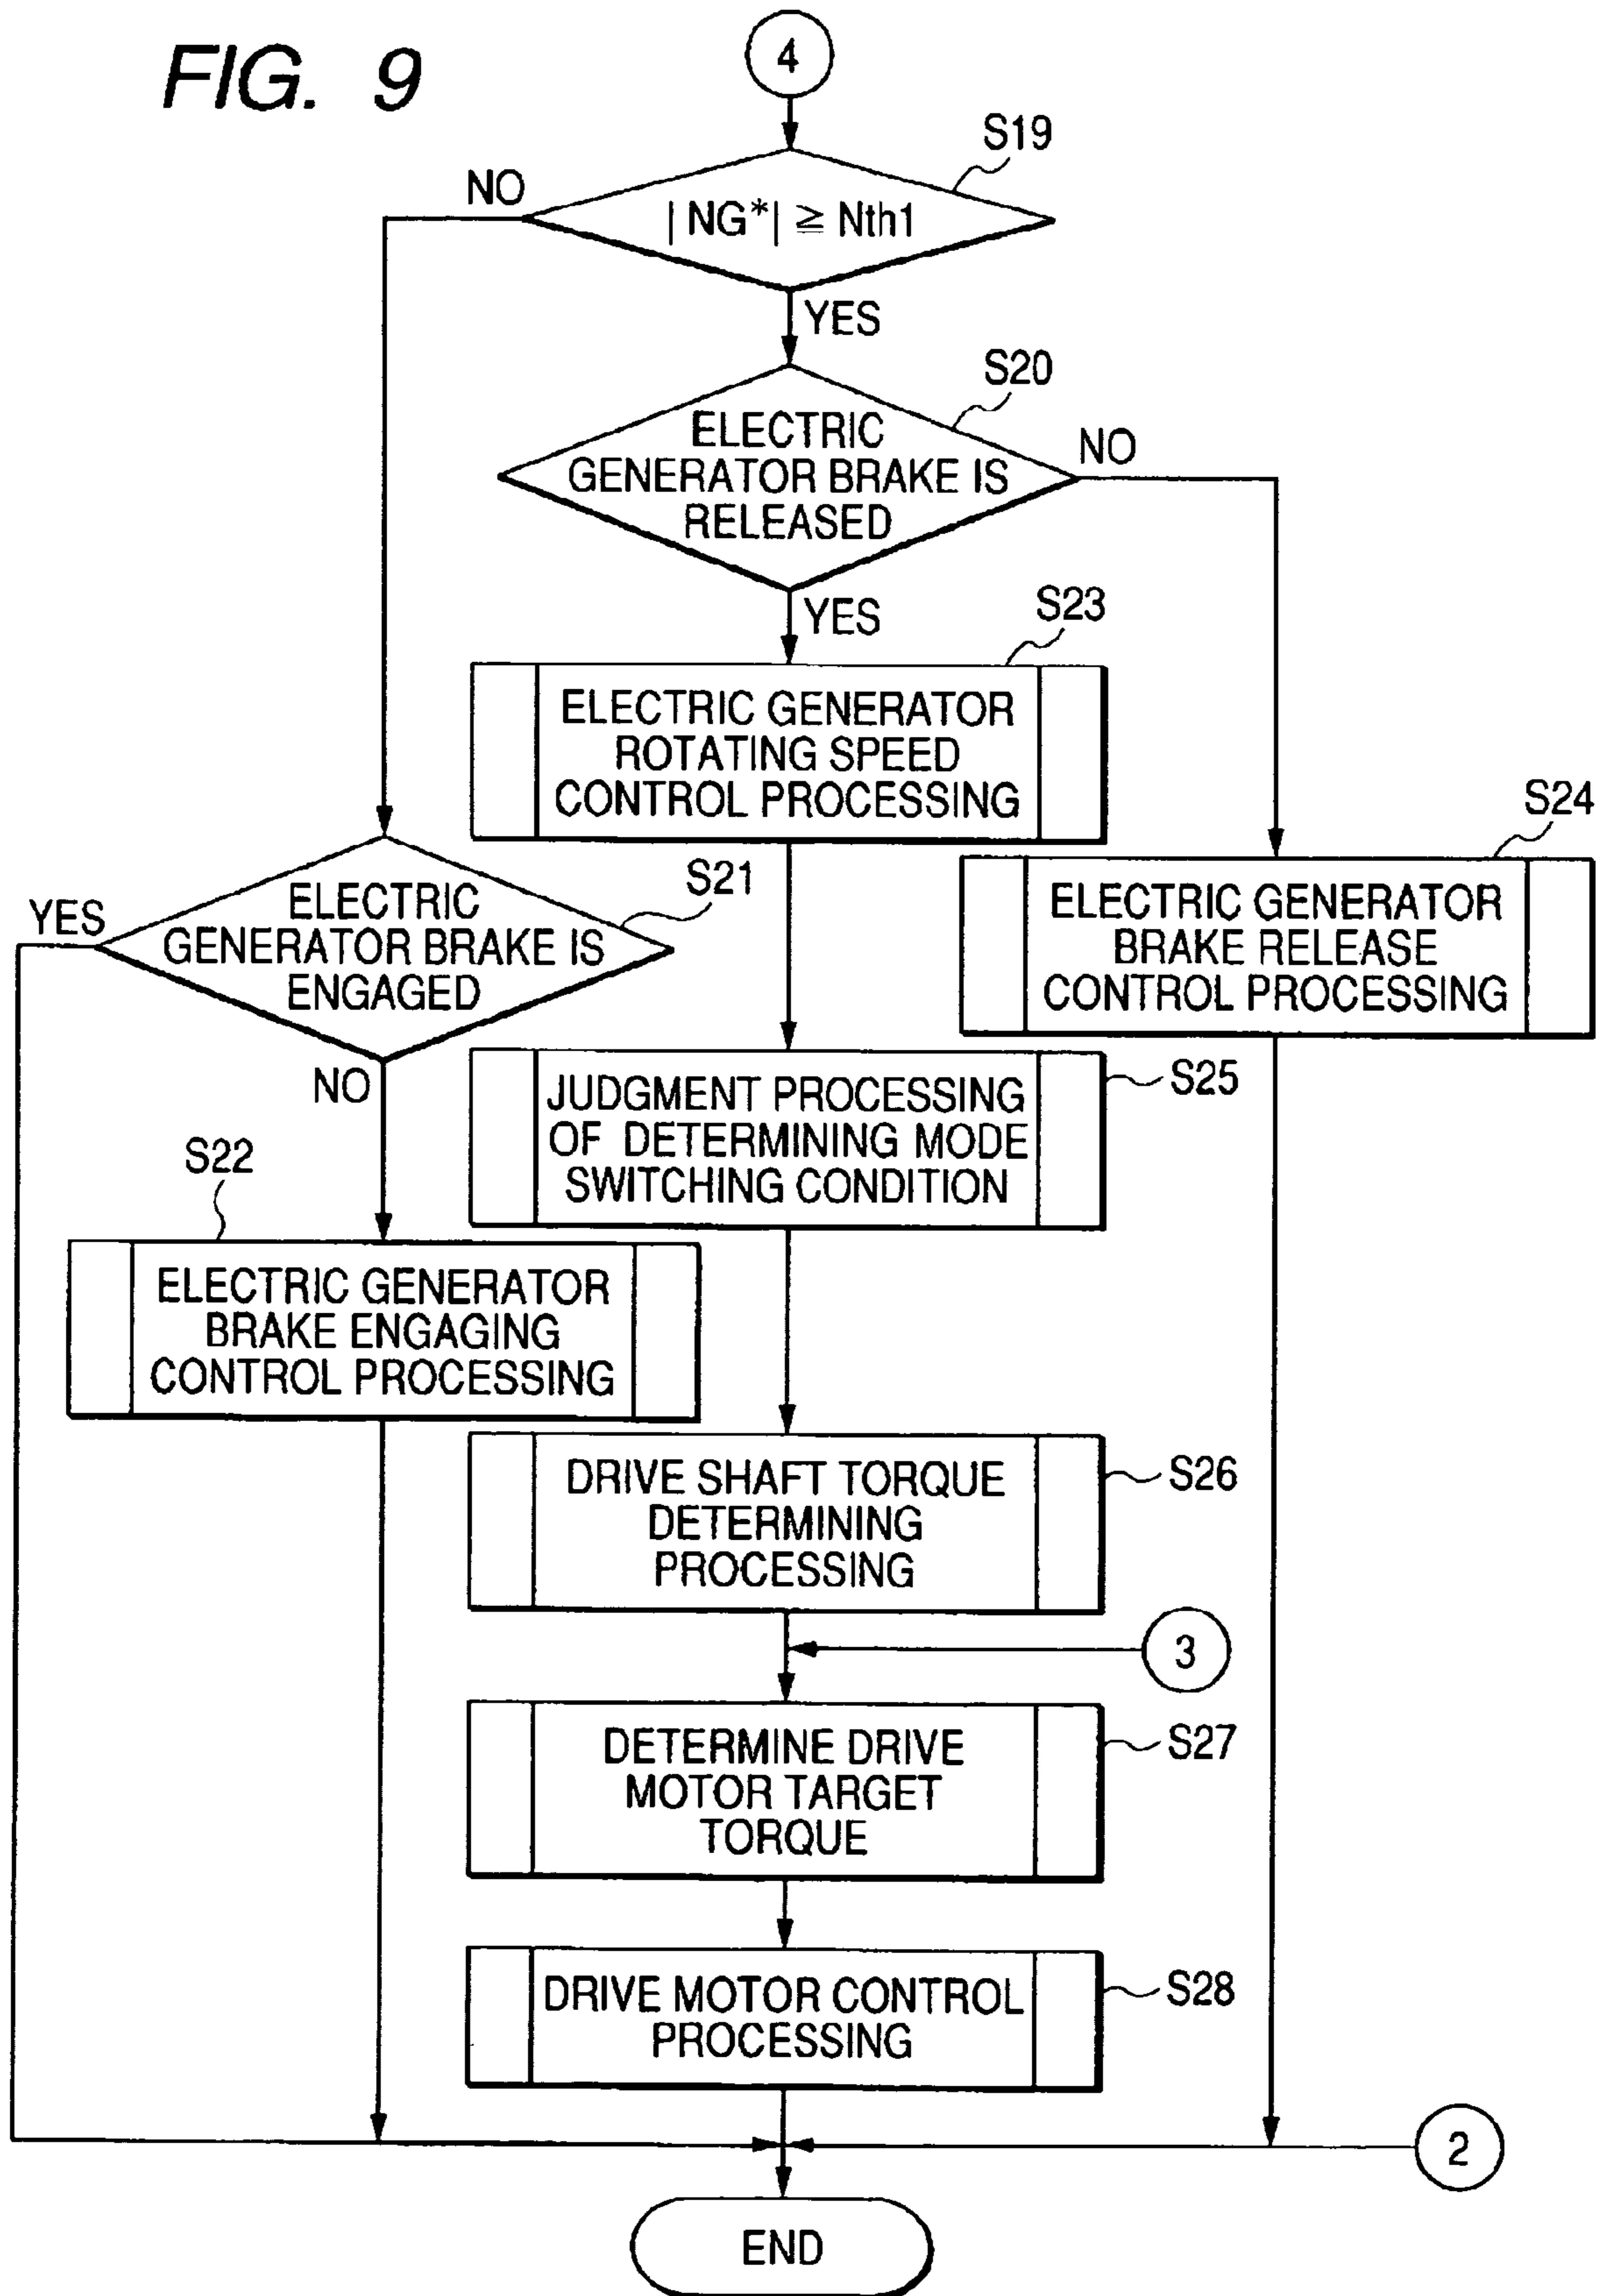 FIG. 9
4
S19
NO
| NG*| ≧ Nth1
YES
S20
ELECTRIC
GENERATOR BRAKE IS
RELEASED
NO
YES
S23
ELECTRIC GENERATOR
ROTATING SPEED
CONTROL PROCESSING
S24
ELECTRIC GENERATOR
BRAKE RELEASE
CONTROL PROCESSING
S21
YES
ELECTRIC
GENERATOR BRAKE IS
ENGAGED
NO
S25
JUDGMENT PROCESSING
OF DETERMINING MODE
SWITCHING CONDITION
S22
ELECTRIC GENERATOR
BRAKE ENGAGING
CONTROL PROCESSING
DRIVE SHAFT TORQUE
DETERMINING
PROCESSING
S26
3
DETERMINE DRIVE
MOTOR TARGET
TORQUE
S27
DRIVE MOTOR CONTROL
PROCESSING
S28
2
END